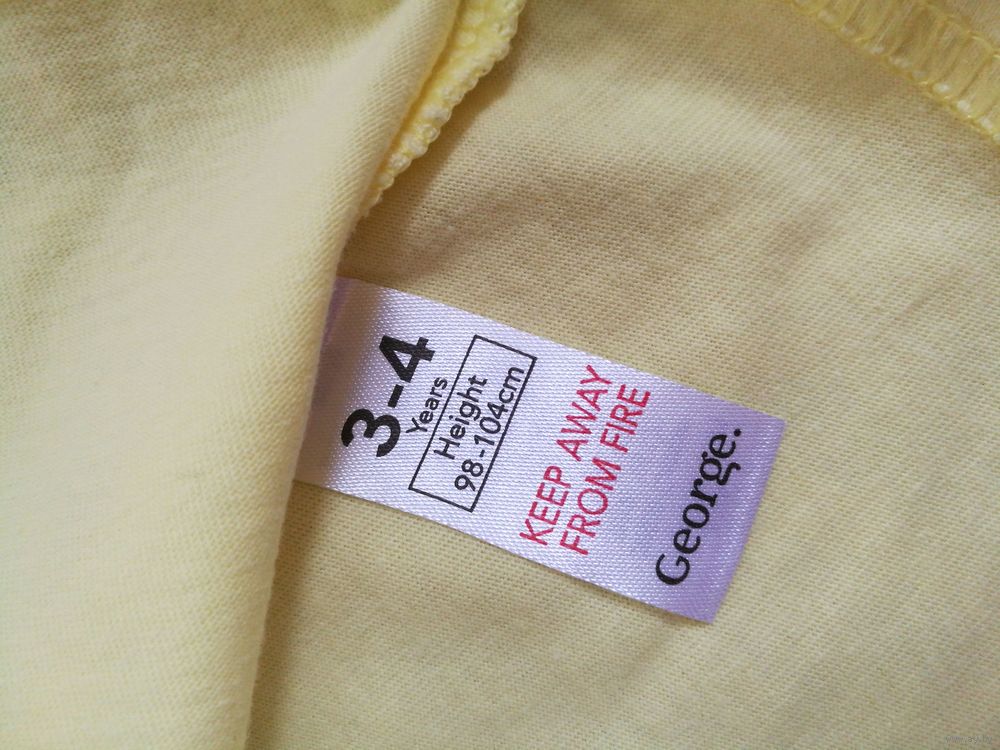 3-4
Years
Height
98-104cm
KEEP AWAY
FROM FIRE
George.